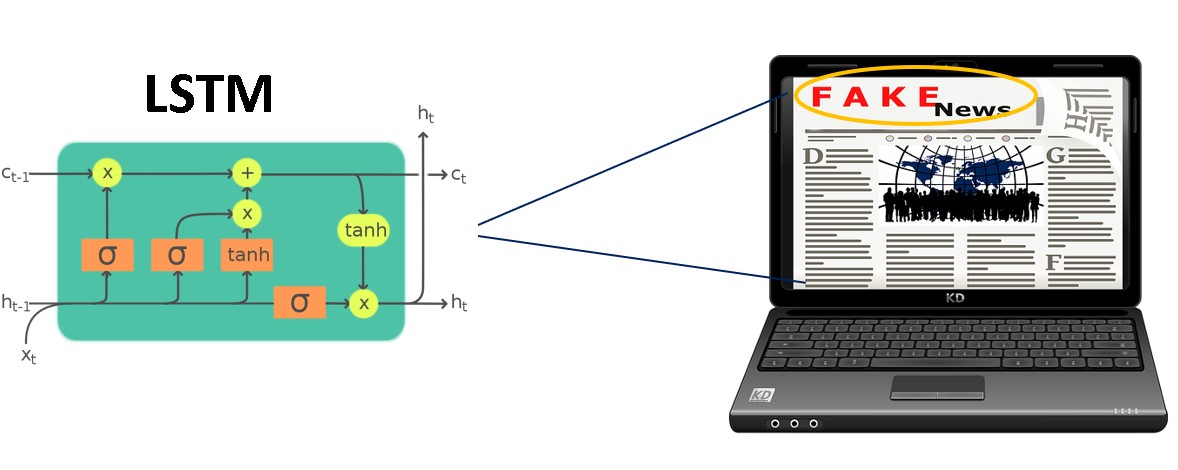 LSTM
hₜ
cₜ₋₁
x
+
cₜ
x
tanh
σ
σ
tanh
hₜ₋₁
σ
x
hₜ
xₜ
FAKE News
H
D
G
F
KD
KD